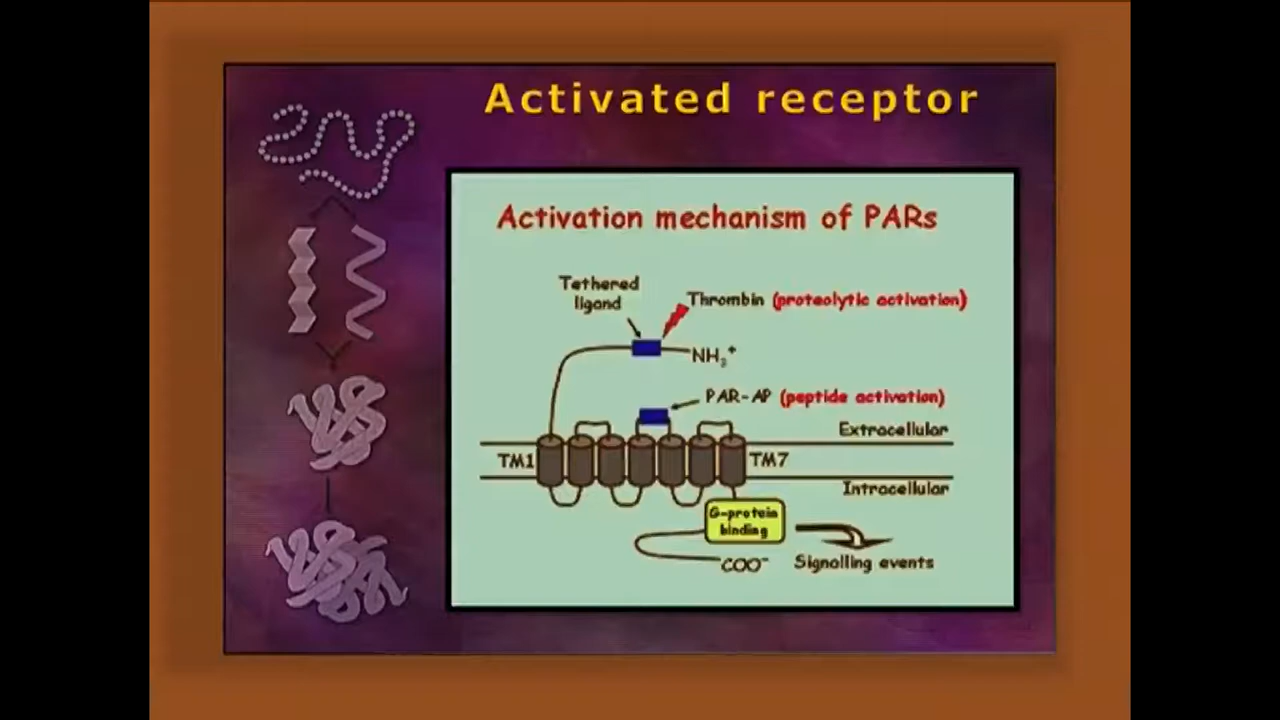 Activated receptor
Activation mechanism of PARs
Tethered
ligand
Thrombin (proteolytic activation)
NH₃⁺
PAR-AP (peptide activation)
Extracellular
TM1
TM7
Intracellular
G-protein
binding
COO⁻
Signalling events